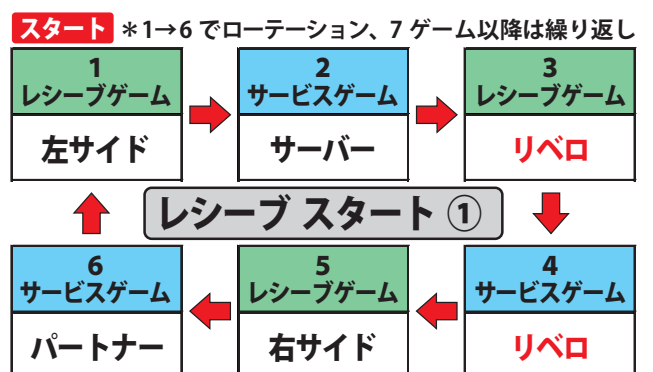 スタート ＊1→6 でローテーション、7 ゲーム以降は繰り返し
1
レシーブゲーム
左サイド
2
サービスゲーム
サーバー
3
レシーブゲーム
リベロ
レシーブ スタート ①
6
サービスゲーム
パートナー
5
レシーブゲーム
右サイド
4
サービスゲーム
リベロ